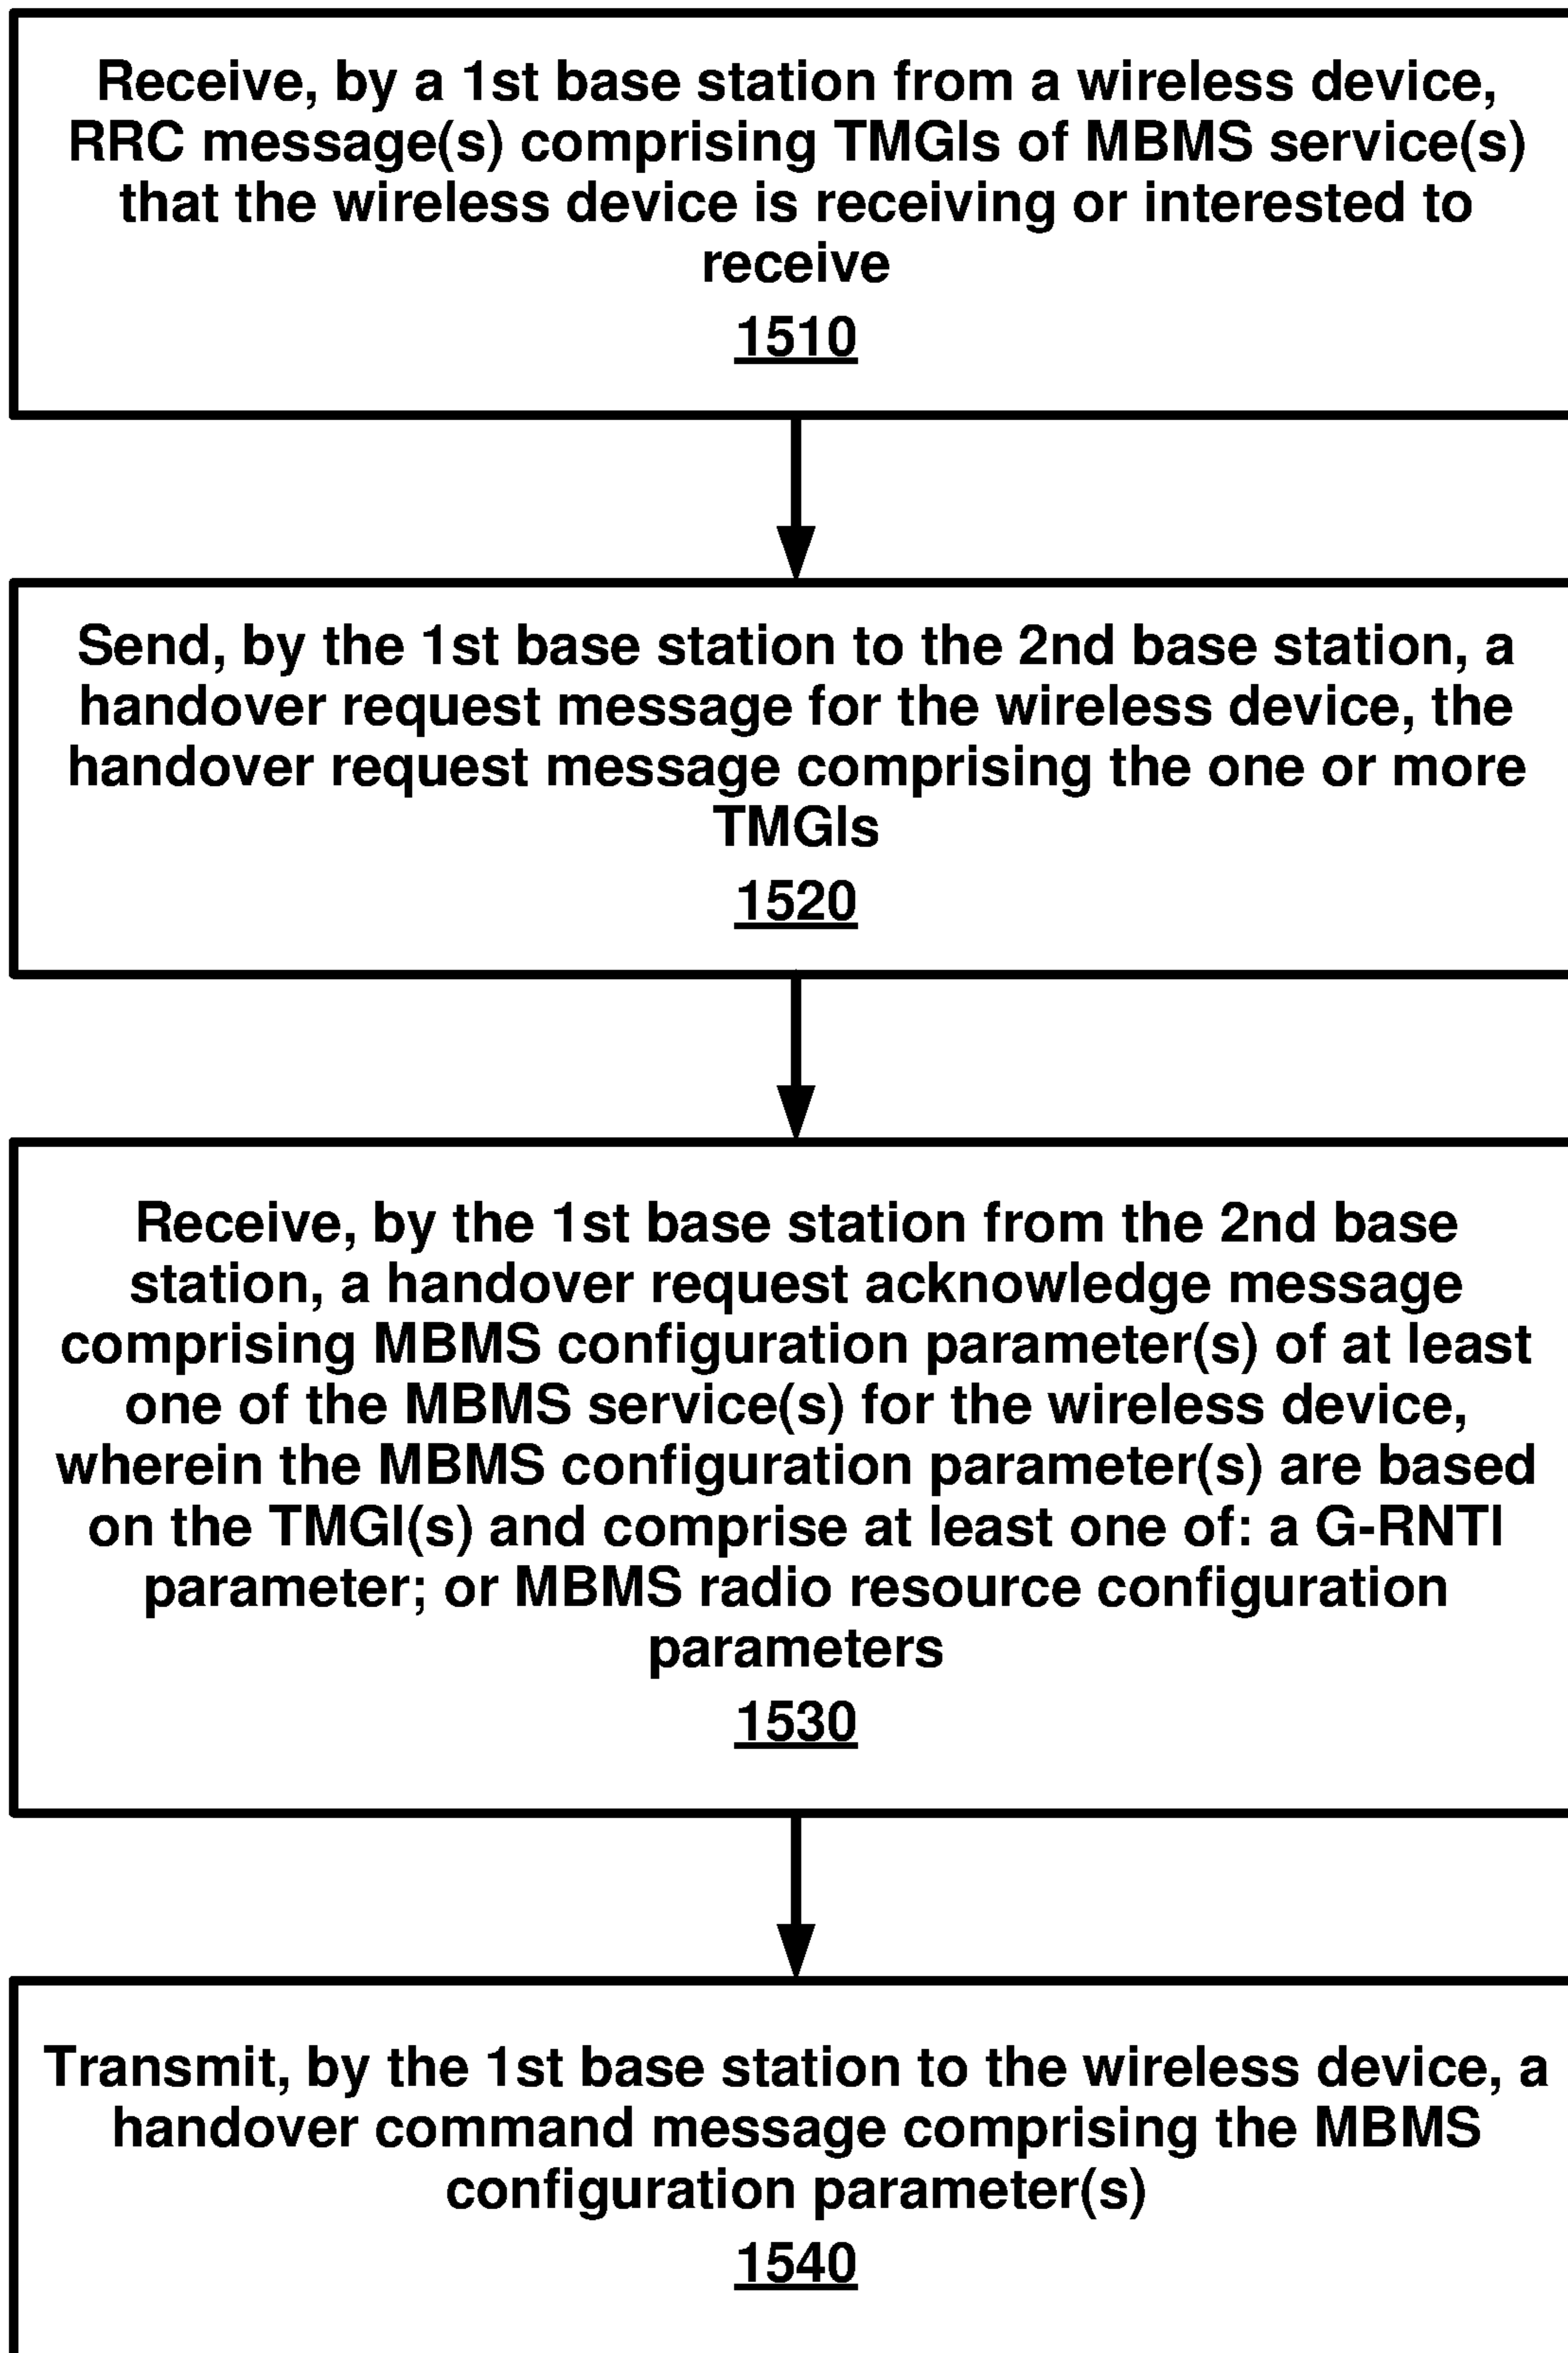 Receive, by a 1st base station from a wireless device,
RRC message(s) comprising TMGIs of MBMS service(s)
that the wireless device is receiving or interested to
receive
1510
Send, by the 1st base station to the 2nd base station, a
handover request message for the wireless device, the
handover request message comprising the one or more
TMGIs
1520
Receive, by the 1st base station from the 2nd base
station, a handover request acknowledge message
comprising MBMS configuration parameter(s) of at least
one of the MBMS service(s) for the wireless device,
wherein the MBMS configuration parameter(s) are based
on the TMGI(s) and comprise at least one of: a G-RNTI
parameter; or MBMS radio resource configuration
parameters
1530
Transmit, by the 1st base station to the wireless device, a
handover command message comprising the MBMS
configuration parameter(s)
1540